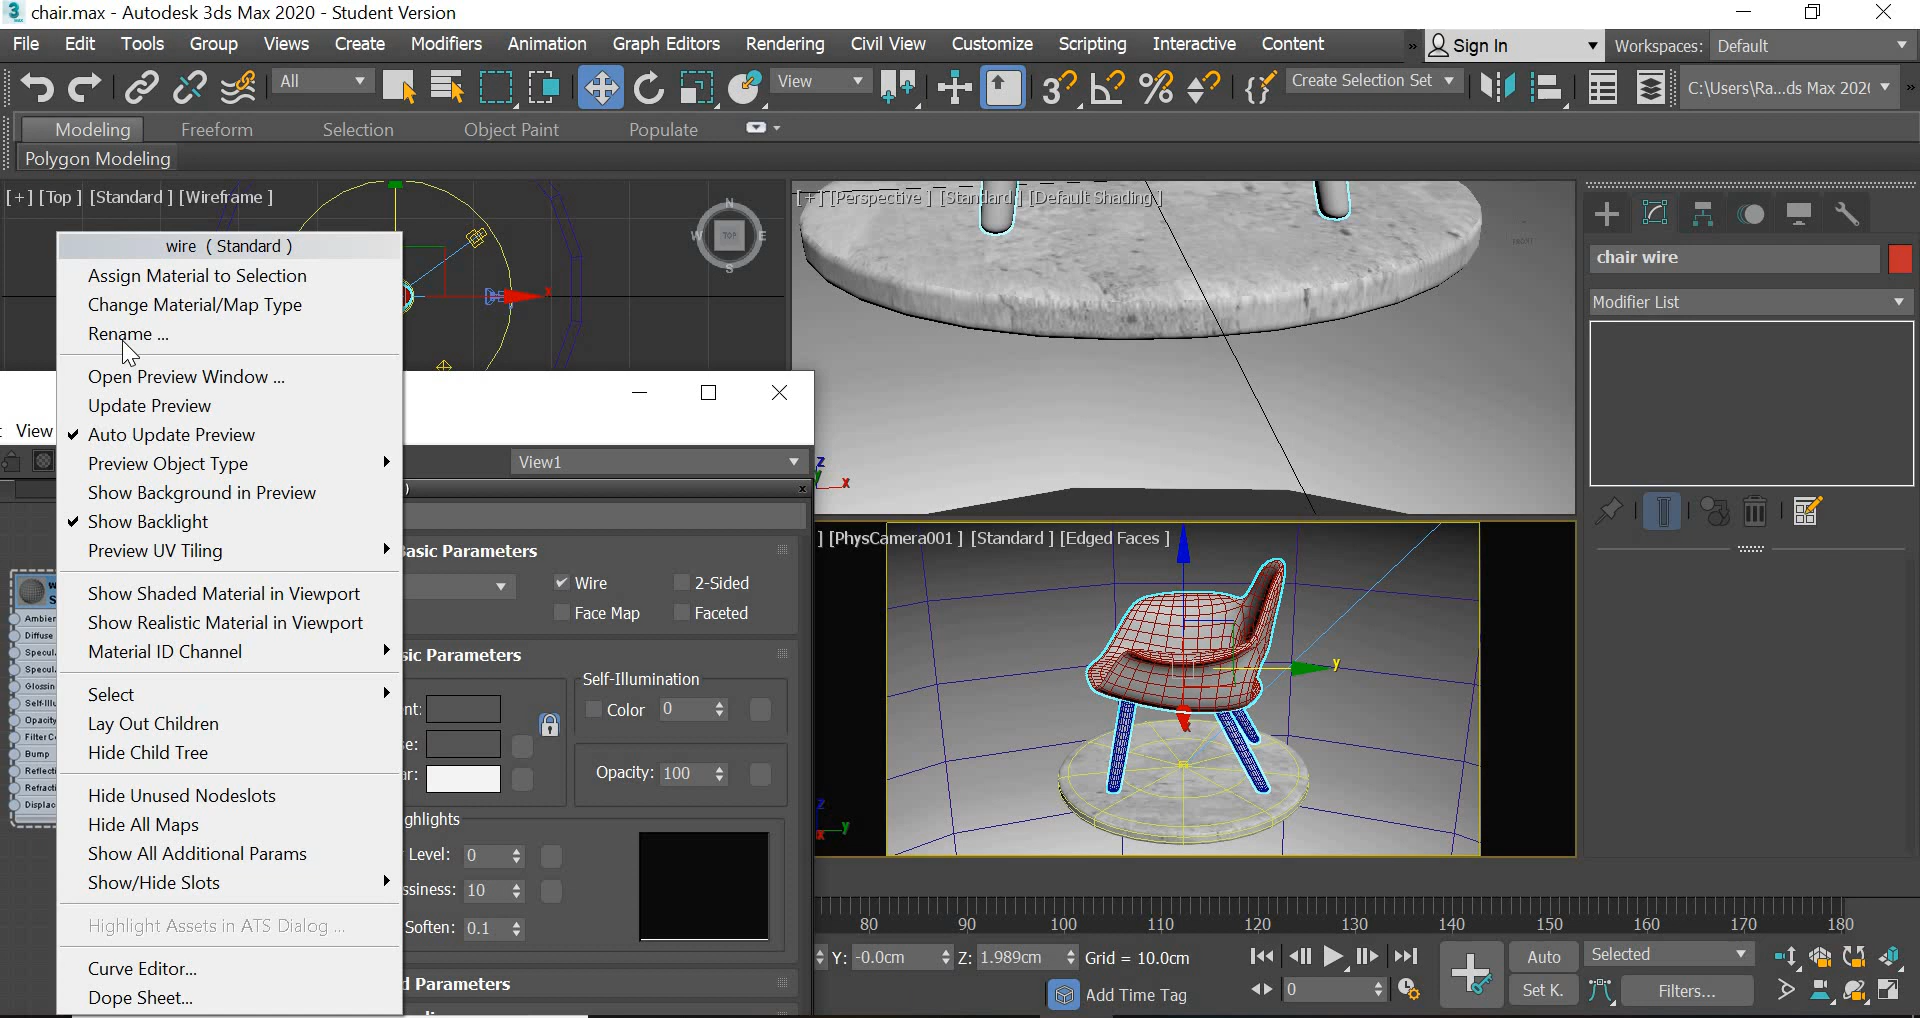 chair.max - Autodesk 3ds Max 2020 - Student Version
File Edit Tools Group Views Create Modifiers Animation Graph Editors Rendering Civil View Customize Scripting Interactive Content » Sign In Workspaces: Default
All View Create Selection Set C:\Users\Ra...ds Max 202( »
Modeling Freeform Selection Object Paint Populate
Polygon Modeling
[+] [Top ] [Standard ] [Wireframe ]
[+] [Perspective ] [Standard ] [Default Shading ]
N
W TOP E
S
x
FRONT
chair wire
Modifier List
wire ( Standard )
Assign Material to Selection
Change Material/Map Type
Rename ...
Open Preview Window ...
Update Preview
Auto Update Preview
Preview Object Type
Show Background in Preview
Show Backlight
Preview UV Tiling
Show Shaded Material in Viewport
Show Realistic Material in Viewport
Material ID Channel
Select
Lay Out Children
Hide Child Tree
Hide Unused Nodeslots
Hide All Maps
Show All Additional Params
Show/Hide Slots
Highlight Assets in ATS Dialog ...
Curve Editor...
Dope Sheet...
View
View1
)
Ambier
Diffuse
Specul.
Specul.
Glossin
Self-Illu
Opacity
Filter C
Bump
Reflecti
Refracti
Displac
asic Parameters
Wire 2-Sided
Face Map Faceted
sic Parameters
Self-Illumination
nt: Color 0
e:
ar: Opacity: 100
ghlights
Level: 0
ssiness: 10
Soften: 0.1
d Parameters
z
x
] [PhysCamera001 ] [Standard ] [Edged Faces ]
y
z
y
x
80 90 100 110 120 130 140 150 160 170 180
Y: -0.0cm Z: 1.989cm Grid = 10.0cm
Add Time Tag
0
Auto Selected
Set K. Filters...